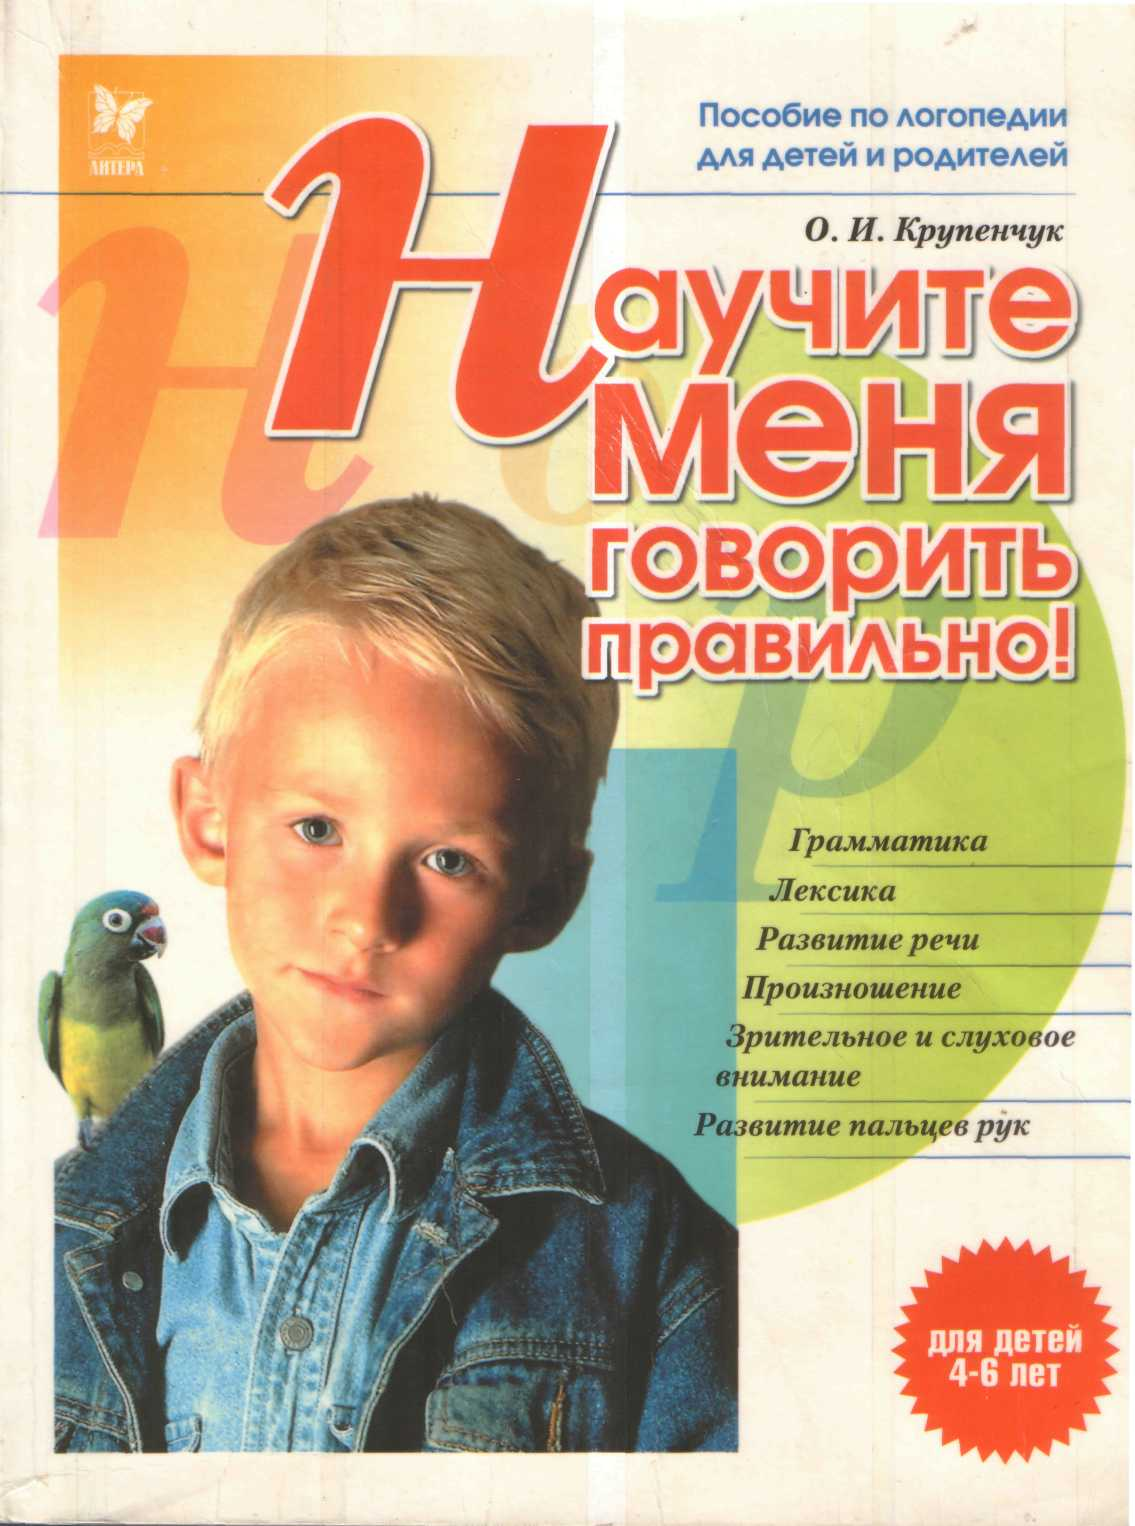 ЛИТЕРА
Пособие по логопедии
для детей и родителей
О. И. Крупенчук
Научите
меня
говорить
правильно!
Грамматика
Лексика
Развитие речи
Произношение
Зрительное и слуховое
внимание
Развитие пальцев рук
для детей
4-6 лет